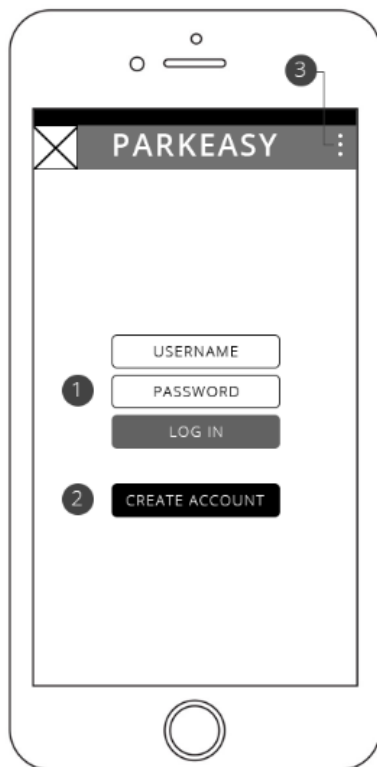 3
PARKEASY
USERNAME
1
PASSWORD
LOG IN
2
CREATE ACCOUNT